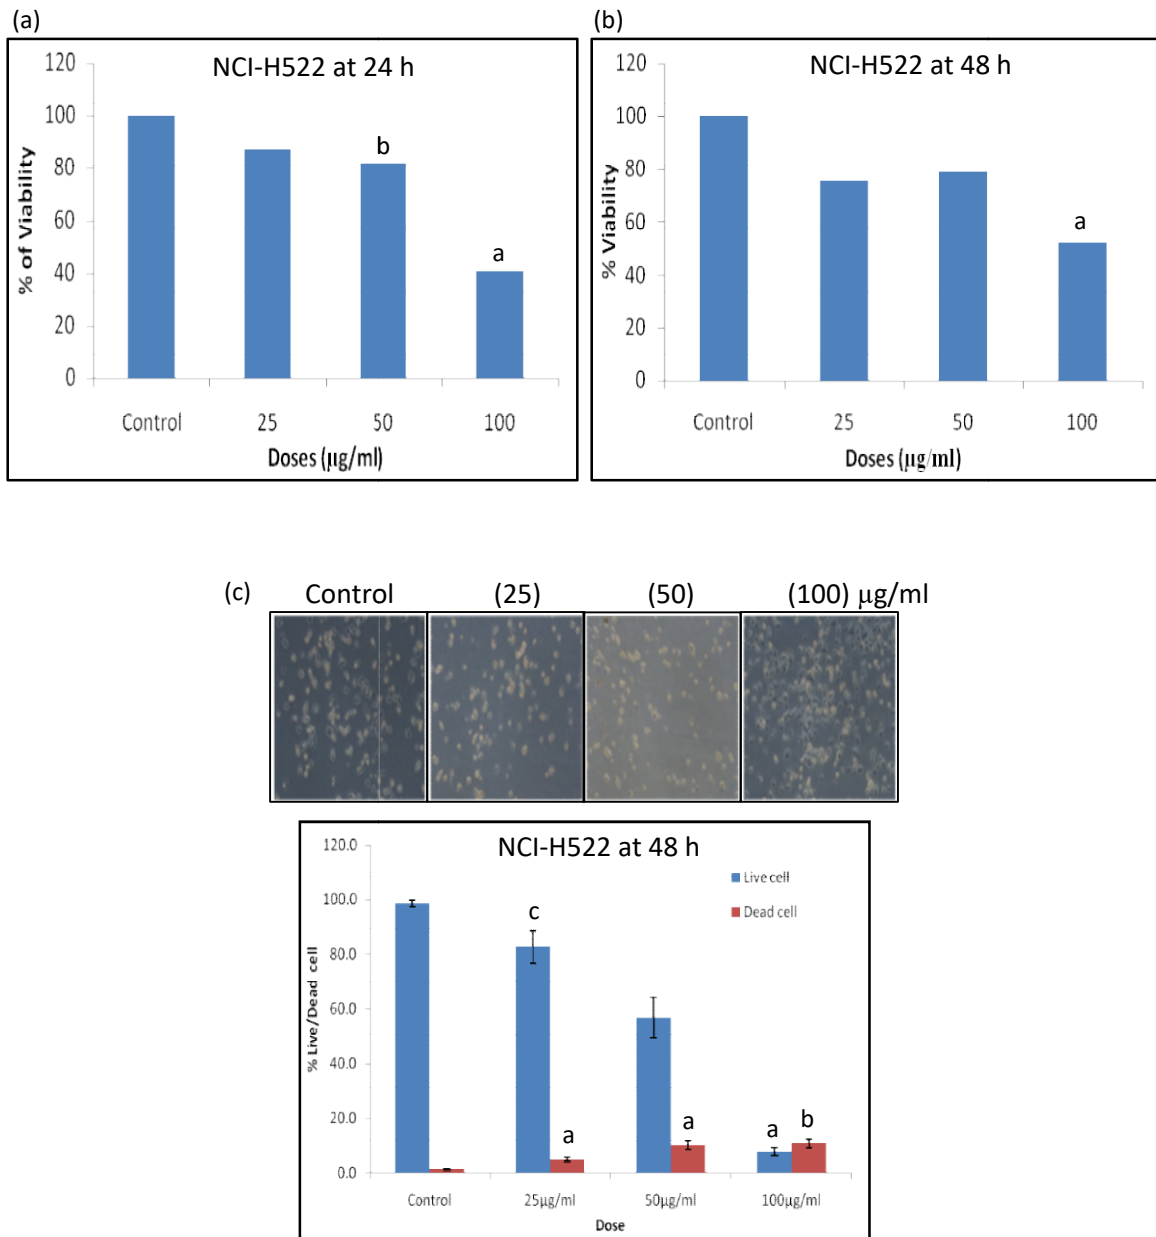 (a)
NCI-H522 at 24 h
% of Viability
120
100
80
60
40
20
0
b
a
Control 25 50 100
Doses (µg/ml)
(b)
NCI-H522 at 48 h
% Viability
120
100
80
60
40
20
0
a
Control 25 50 100
Doses (µg/ml)
(c) Control (25) (50) (100) µg/ml
NCI-H522 at 48 h
% Live/Dead cell
120.0
100.0
80.0
60.0
40.0
20.0
0.0
Live cell
Dead cell
c
a
a
a b
Control 25µg/ml 50µg/ml 100µg/ml
Dose